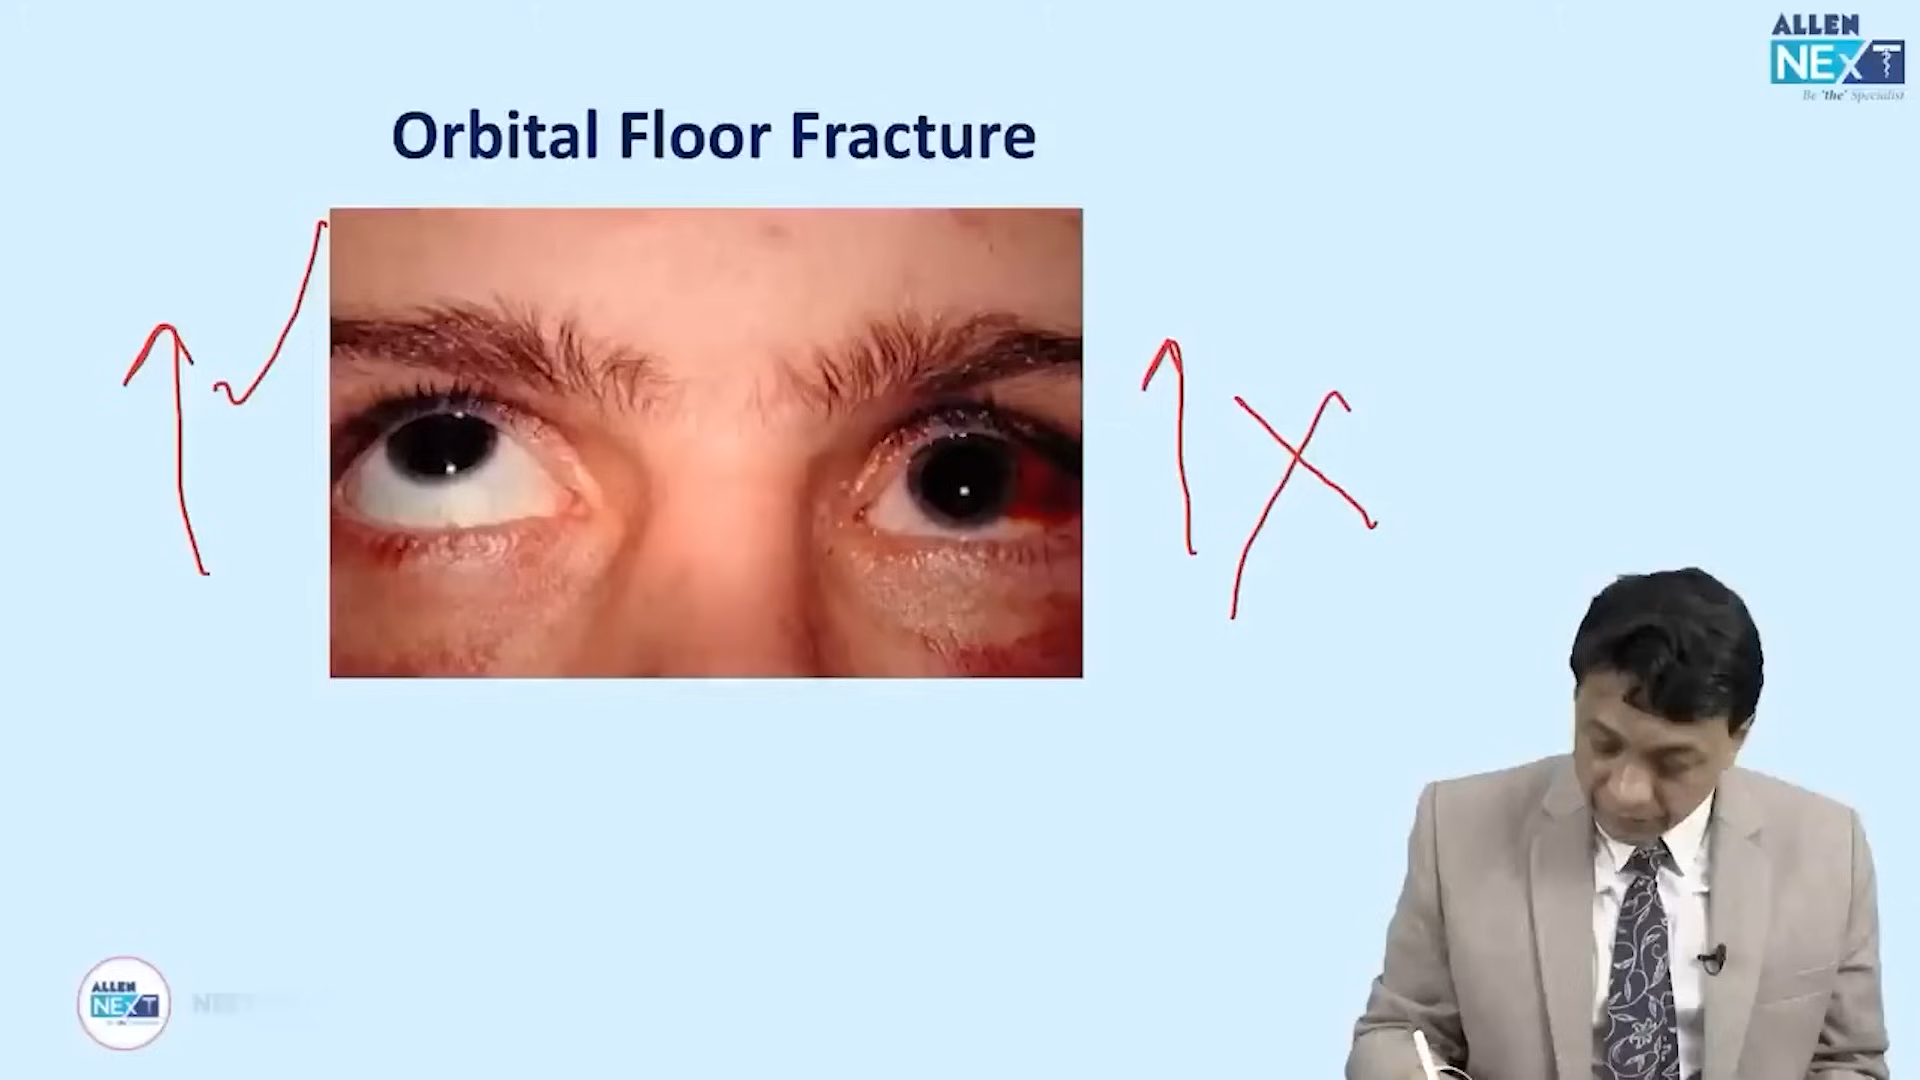 ALLEN
NEXT
Be 'the' Specialist
Orbital Floor Fracture
ALLEN
NEXT